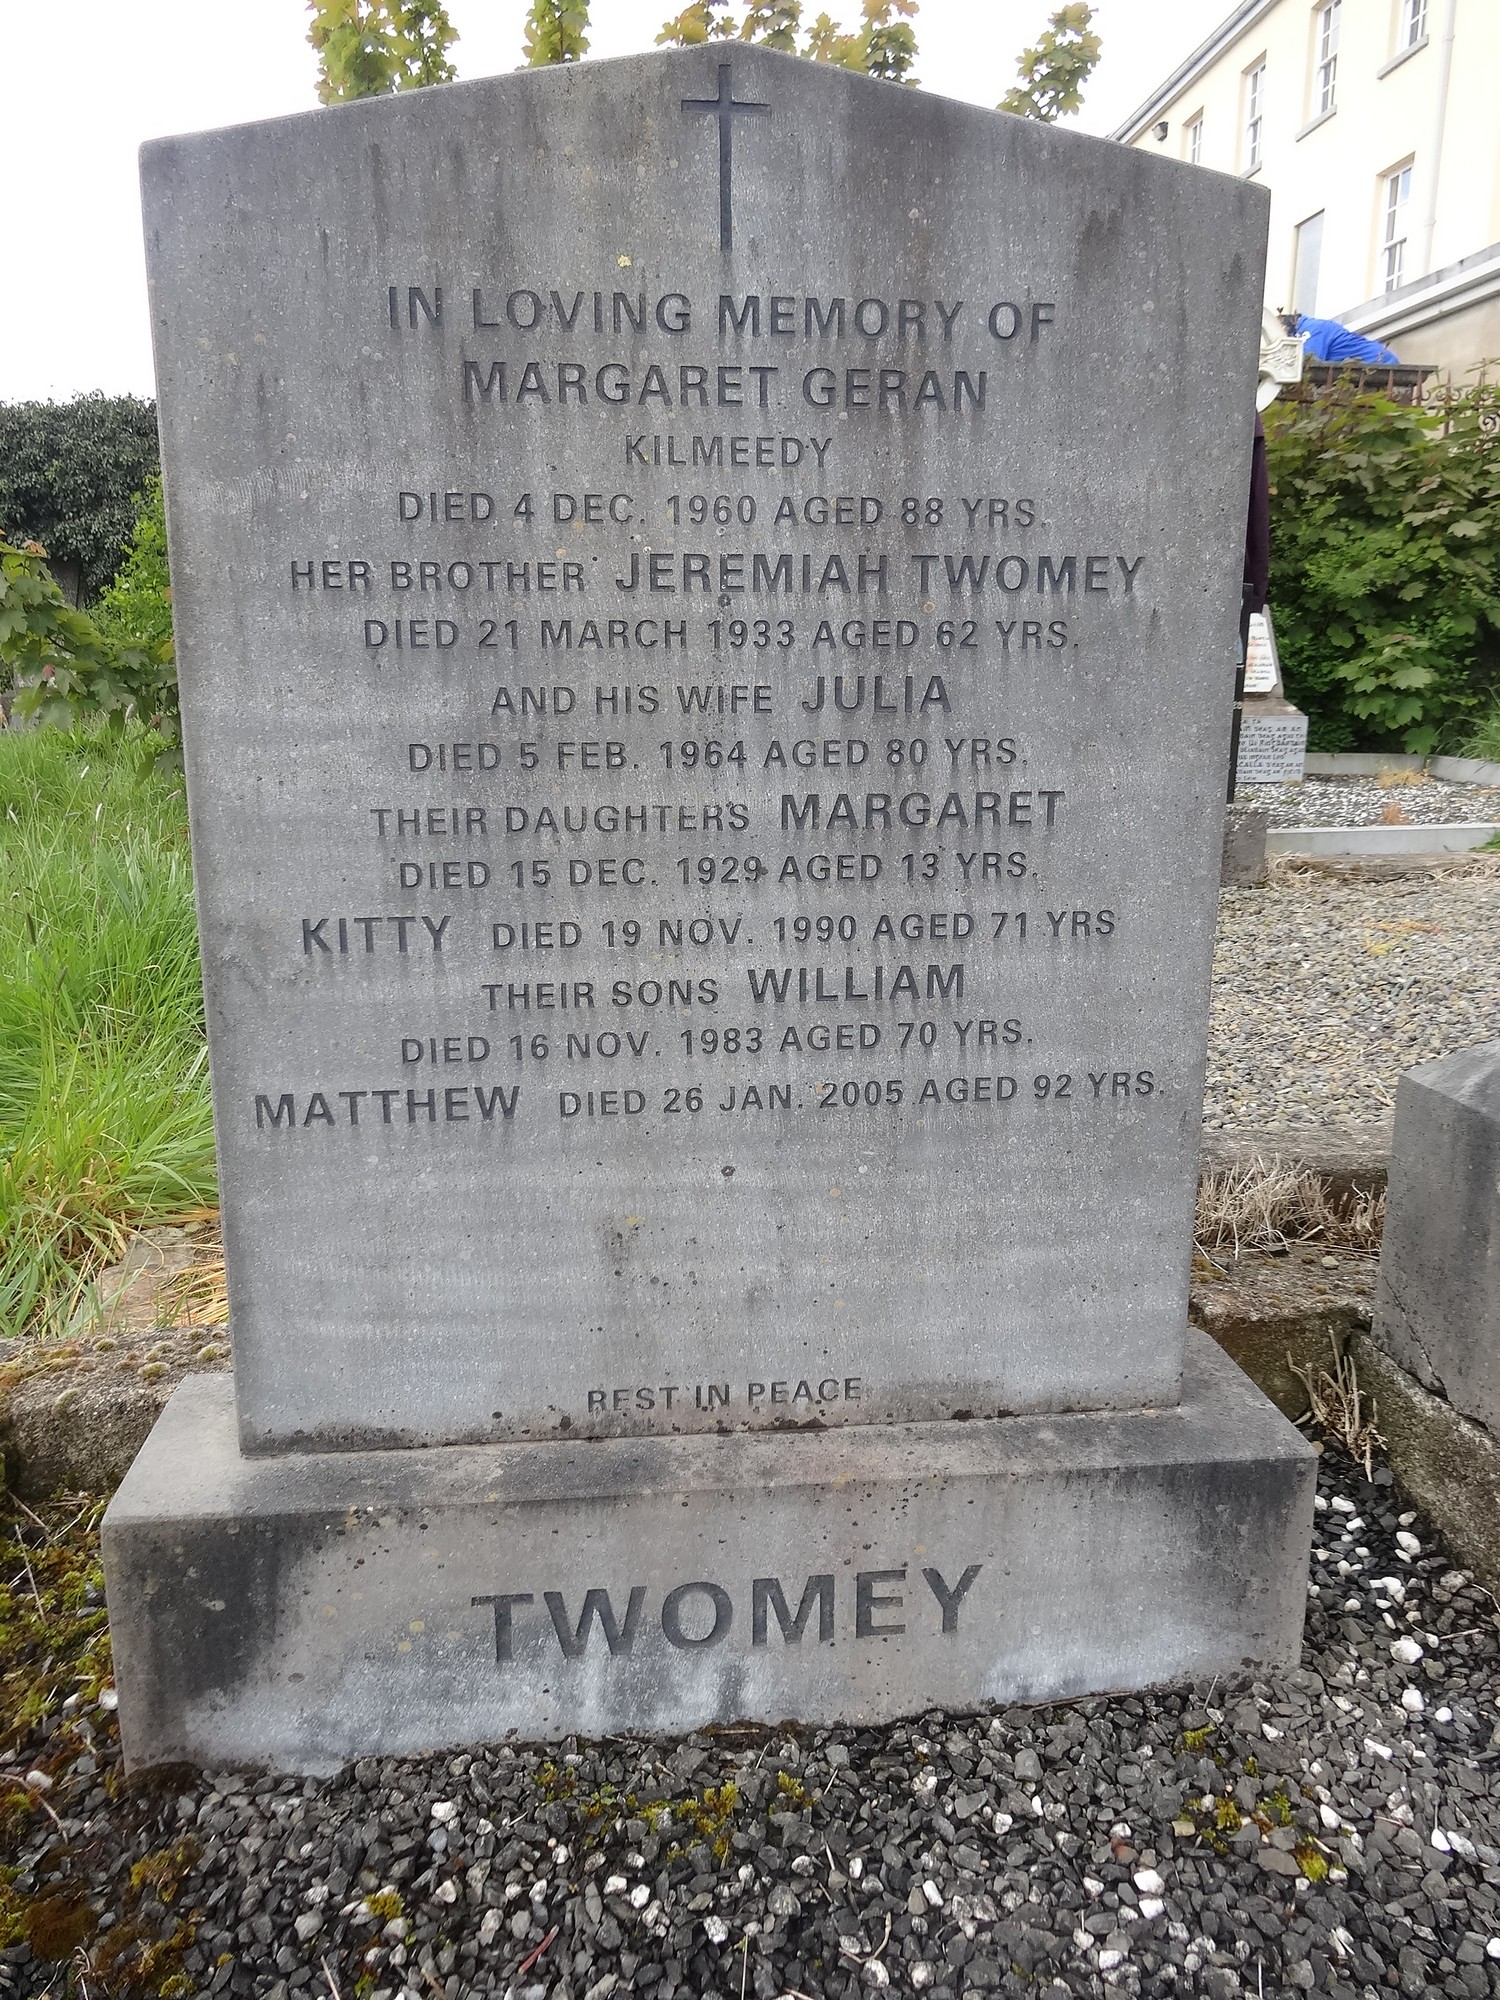 IN LOVING MEMORY OF
MARGARET GERAN
KILMEEDY
DIED 4 DEC. 1960 AGED 88 YRS.
HER BROTHER JEREMIAH TWOMEY
DIED 21 MARCH 1933 AGED 62 YRS.
AND HIS WIFE JULIA
DIED 5 FEB. 1964 AGED 80 YRS.
THEIR DAUGHTERS MARGARET
DIED 15 DEC. 1929 AGED 13 YRS.
KITTY DIED 19 NOV. 1990 AGED 71 YRS
THEIR SONS WILLIAM
DIED 16 NOV. 1983 AGED 70 YRS.
MATTHEW DIED 26 JAN. 2005 AGED 92 YRS.
REST IN PEACE
TWOMEY